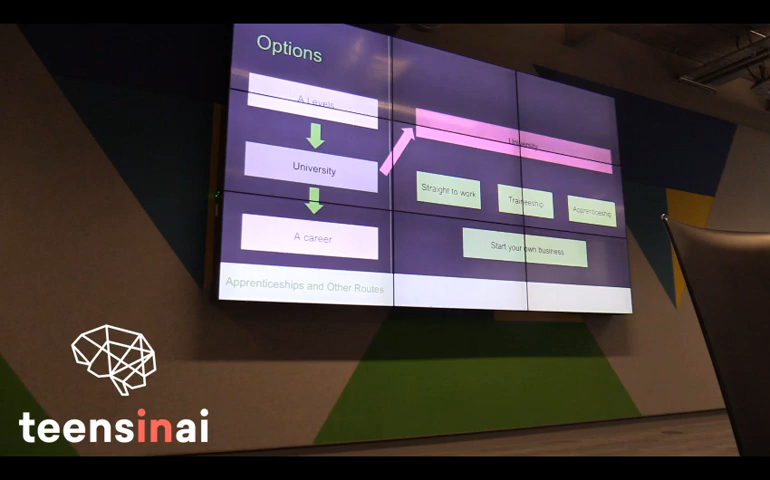 Options
A Levels
University
A career
University
Straight to work
Traineeship
Apprenticeship
Start your own business
Apprenticeships and Other Routes
teensinai